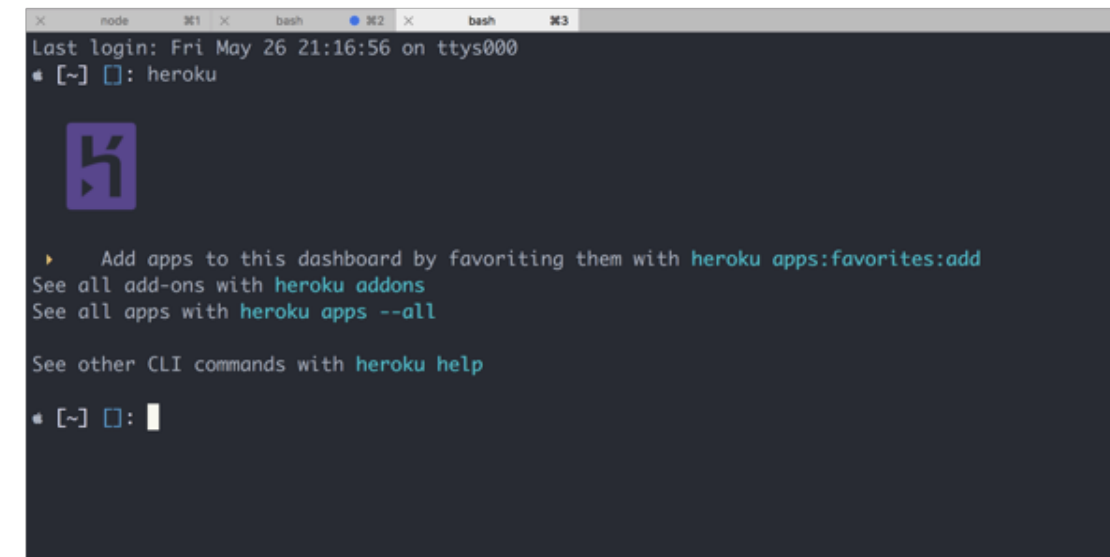 node ⌘1 bash ⌘2 bash ⌘3
Last login: Fri May 26 21:16:56 on ttys000
[~] []: heroku
Add apps to this dashboard by favoriting them with heroku apps:favorites:add
See all add-ons with heroku addons
See all apps with heroku apps --all
See other CLI commands with heroku help
[~] []: